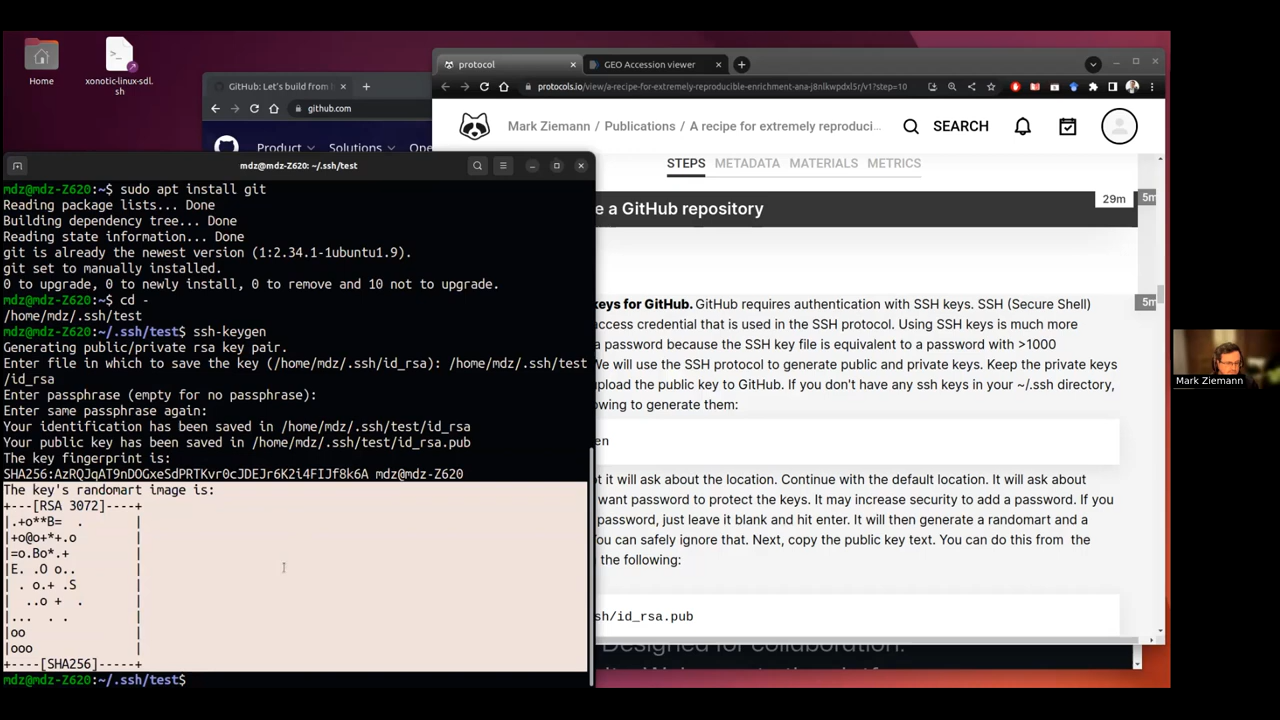 Home
xonotic-linux-sdl.
sh
GitHub: Let's build from
github.com
Product
Solutions
Ope
protocol
GEO Accession viewer
protocols.io/view/a-recipe-for-extremely-reproducible-enrichment-ana-j8nlkwpdxl5r/v1?step=10
Mark Ziemann / Publications / A recipe for extremely reproduci...
SEARCH
STEPS METADATA MATERIALS METRICS
e a GitHub repository
29m
5m
keys for GitHub. GitHub requires authentication with SSH keys. SSH (Secure Shell)
5m
access credential that is used in the SSH protocol. Using SSH keys is much more
a password because the SSH key file is equivalent to a password with >1000
We will use the SSH protocol to generate public and private keys. Keep the private keys
upload the public key to GitHub. If you don't have any ssh keys in your ~/.ssh directory,
owing to generate them:
en
t it will ask about the location. Continue with the default location. It will ask about
want password to protect the keys. It may increase security to add a password. If you
password, just leave it blank and hit enter. It will then generate a randomart and a
ou can safely ignore that. Next, copy the public key text. You can do this from the
the following:
sh/id_rsa.pub
Designed for collaboration.
mdz@mdz-Z620: ~/.ssh/test
mdz@mdz-Z620:~$ sudo apt install git
Reading package lists... Done
Building dependency tree... Done
Reading state information... Done
git is already the newest version (1:2.34.1-1ubuntu1.9).
git set to manually installed.
0 to upgrade, 0 to newly install, 0 to remove and 10 not to upgrade.
mdz@mdz-Z620:~$ cd -
/home/mdz/.ssh/test
mdz@mdz-Z620:~/.ssh/test$ ssh-keygen
Generating public/private rsa key pair.
Enter file in which to save the key (/home/mdz/.ssh/id_rsa): /home/mdz/.ssh/test
/id_rsa
Enter passphrase (empty for no passphrase):
Enter same passphrase again:
Your identification has been saved in /home/mdz/.ssh/test/id_rsa
Your public key has been saved in /home/mdz/.ssh/test/id_rsa.pub
The key fingerprint is:
SHA256:AzRQJqAT9nDOGxeSdPRTKvr0cJDEJr6K2i4FIJf8k6A mdz@mdz-Z620
The key's randomart image is:
+---[RSA 3072]----+
|.+o**B=  .       |
|+o@o+*+.o        |
|=o.Bo*.+         |
|E. .O o..        |
| . o.+ .S        |
|  ..o +  .       |
|...  . .         |
|oo               |
|ooo              |
+----[SHA256]-----+
mdz@mdz-Z620:~/.ssh/test$
Mark Ziemann